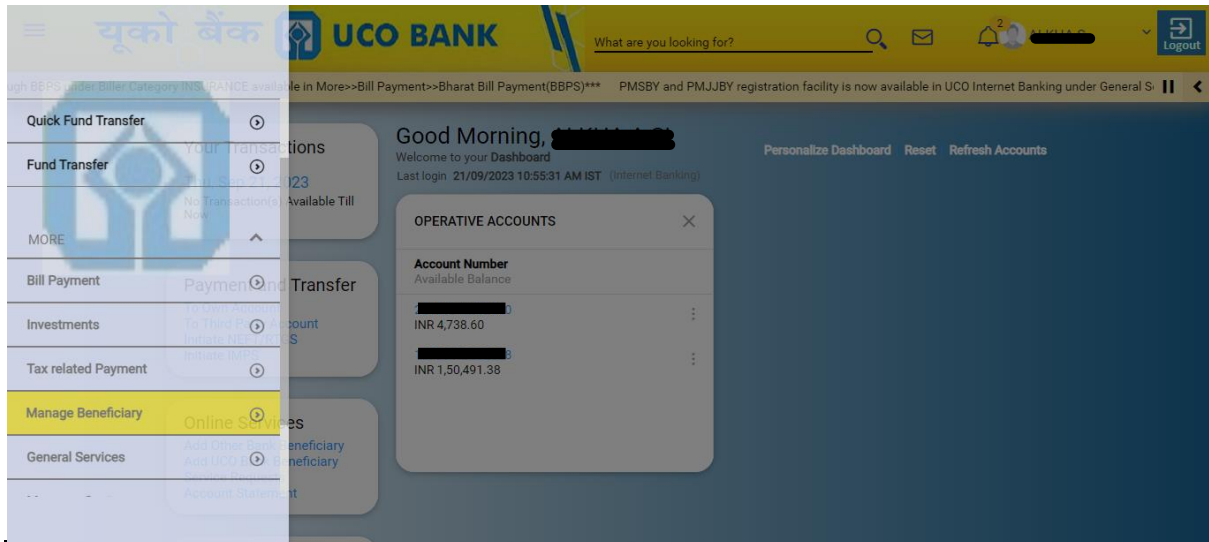 यूको बैंक UCO BANK
What are you looking for?
2
Logout
ugh BBPS under Biller Category INSURANCE available in More>>Bill Payment>>Bharat Bill Payment(BBPS)*** PMSBY and PMJJBY registration facility is now available in UCO Internet Banking under General S
Quick Fund Transfer
Fund Transfer
MORE
Bill Payment
Investments
Tax related Payment
Manage Beneficiary
General Services
Your Transactions
Thu, Sep 21, 2023
No Transaction(s) Available Till
Now
Payment and Transfer
To Own Account
To Third Party Account
Initiate NEFT/RTGS
Initiate IMPS
Online Services
Add Other Bank Beneficiary
Add UCO Bank Beneficiary
Service Requests
Account Statement
Good Morning,
Welcome to your Dashboard
Last login 21/09/2023 10:55:31 AM IST (Internet Banking)
Personalize Dashboard Reset Refresh Accounts
OPERATIVE ACCOUNTS
Account Number
Available Balance
0
INR 4,738.60
8
INR 1,50,491.38